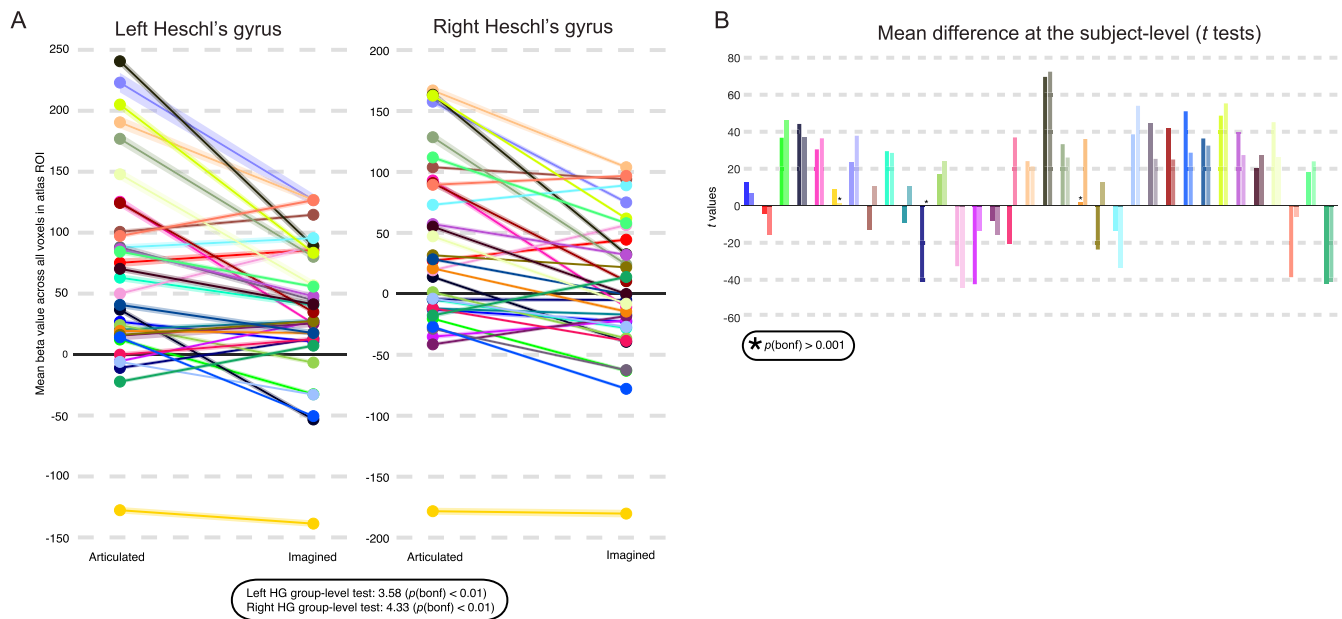 A
Left Heschl's gyrus
Right Heschl's gyrus
Mean beta value across all voxels in atlas ROI
250
200
150
100
50
0
-50
-100
-150
200
150
100
50
0
-50
-100
-150
-200
Articulated
Imagined
Articulated
Imagined
Left HG group-level test: 3.58 (p(bonf) < 0.01)
Right HG group-level test: 4.33 (p(bonf) < 0.01)
B
Mean difference at the subject-level (t tests)
t values
80
60
40
20
0
-20
-40
-60
*
*
*
* p(bonf) > 0.001